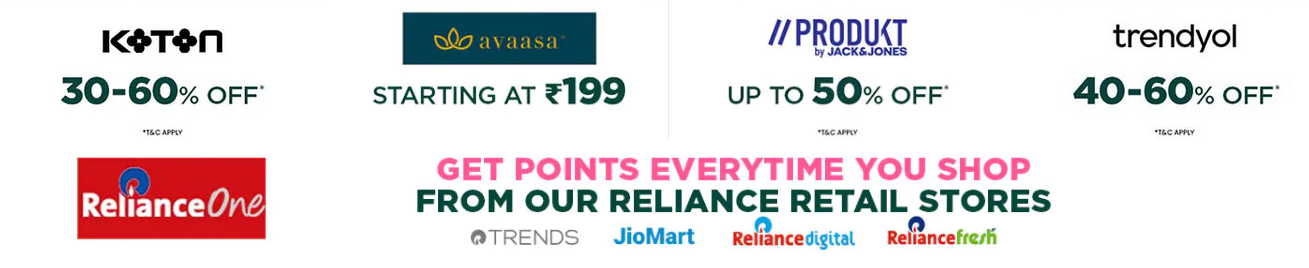 KOTON
30-60% OFF*
*T&C APPLY
avaasa™
STARTING AT ₹199
//PRODUKT
by JACK&JONES
UP TO 50% OFF*
*T&C APPLY
trendyol
40-60% OFF*
*T&C APPLY
RelianceOne
GET POINTS EVERYTIME YOU SHOP
FROM OUR RELIANCE RETAIL STORES
TRENDS JioMart Reliance digital Reliance fresh